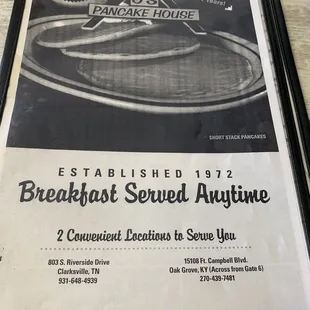 PANCAKE HOUSE
Years!
SHORT STACK PANCAKES
ESTABLISHED 1972
Breakfast Served Anytime
2 Convenient Locations to Serve You
803 S. Riverside Drive
Clarksville, TN
931-648-4939
15108 Ft. Campbell Blvd.
Oak Grove, KY (Across from Gate 6)
270-439-7481